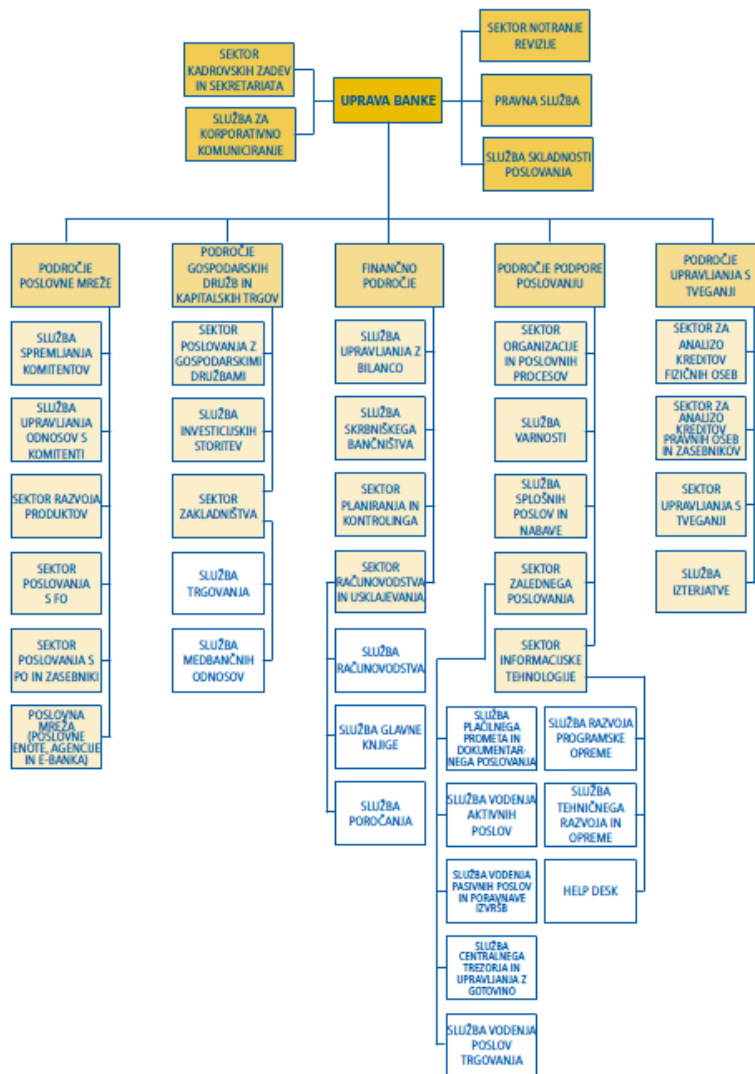 SEKTOR
KADROVSKIH ZADEV
IN SEKRETARIATA
SLUŽBA ZA
KORPORATIVNO
KOMUNICIRANJE
UPRAVA BANKE
SEKTOR NOTRANJE
REVIZIJE
PRAVNA SLUŽBA
SLUŽBA SKLADNOSTI
POSLOVANJA
PODROČJE
POSLOVNE MREŽE
SLUŽBA
SPREMLJANJA
KOMITENTOV
SLUŽBA
UPRAVLJANJA
ODNOSOV S
KOMITENTI
SEKTOR RAZVOJA
PRODUKTOV
SEKTOR
POSLOVANJA
S FO
SEKTOR
POSLOVANJA S
PO IN ZASEBNIKI
POSLOVNA
MREŽA
(POSLOVNE
ENOTE, AGENCIJE
IN E-BANKA)
PODROČJE
GOSPODARSKIH
DRUŽB IN
KAPITALSKIH TRGOV
SEKTOR
POSLOVANJA Z
GOSPODARSKIMI
DRUŽBAMI
SLUŽBA
INVESTICIJSKIH
STORITEV
SEKTOR
ZAKLADNIŠTVA
SLUŽBA
TRGOVANJA
SLUŽBA
MEDBANČNIH
ODNOSOV
FINANČNO
PODROČJE
SLUŽBA
UPRAVLJANJA Z
BILANCO
SLUŽBA
SKRBNIŠKEGA
BANČNIŠTVA
SEKTOR
PLANIRANJA IN
KONTROLINGA
SEKTOR
RAČUNOVODSTVA
IN USKLAJEVANJA
SLUŽBA
RAČUNOVODSTVA
SLUŽBA GLAVNE
KNJIGE
SLUŽBA
POROČANJA
PODROČJE PODPORE
POSLOVANJU
SEKTOR
ORGANIZACIJE
IN POSLOVNIH
PROCESOV
SLUŽBA
VARNOSTI
SLUŽBA
SPLOŠNIH
POSLOV IN
NABAVE
SEKTOR
ZALEDNEGA
POSLOVANJA
SEKTOR
INFORMACIJSKE
TEHNOLOGIJE
SLUŽBA
PLAČILNEGA
PROMETA IN
DOKUMENTAR-
NEGA POSLOVANJA
SLUŽBA VODENJA
AKTIVNIH
POSLOV
SLUŽBA VODENJA
PASIVNIH POSLOV
IN PORAVNAVE
IZVRŠB
SLUŽBA
CENTRALNEGA
TREZORJA IN
UPRAVLJANJA Z
GOTOVINO
SLUŽBA VODENJA
POSLOV
TRGOVANJA
SLUŽBA RAZVOJA
PROGRAMSKE
OPREME
SLUŽBA
TEHNIČNEGA
RAZVOJA IN
OPREME
HELP DESK
PODROČJE
UPRAVLJANJA S
TVEGANJI
SEKTOR ZA
ANALIZO
KREDITOV
FIZIČNIH OSEB
SEKTOR ZA
ANALIZO
KREDITOV
PRAVNIH OSEB
IN ZASEBNIKOV
SEKTOR
UPRAVLJANJA S
TVEGANJI
SLUŽBA
IZTERJATVE